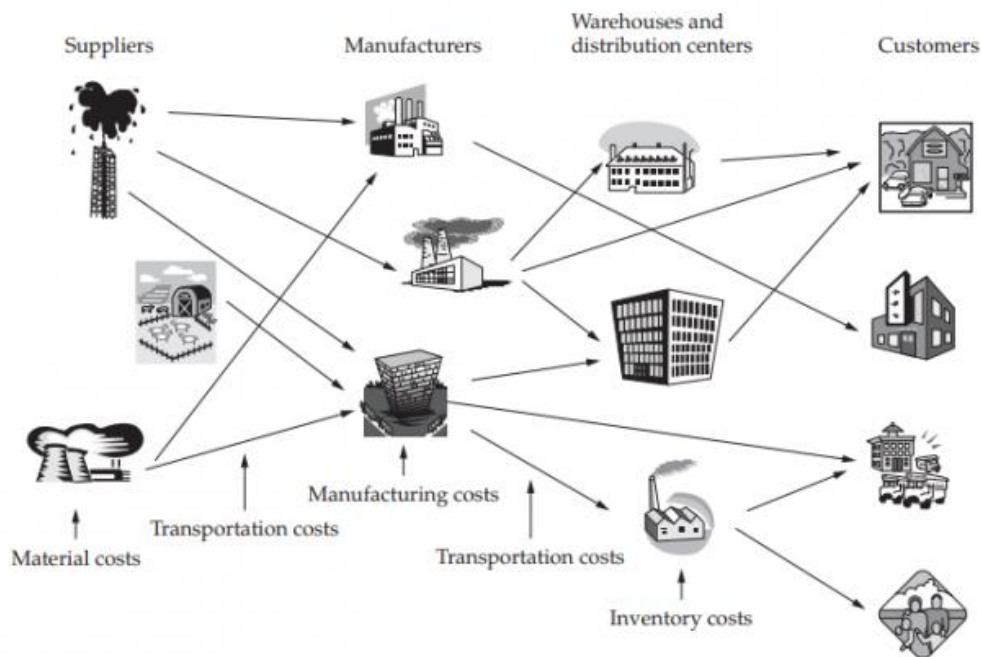 Suppliers
Manufacturers
Warehouses and
distribution centers
Customers
Material costs
Transportation costs
Manufacturing costs
Transportation costs
Inventory costs